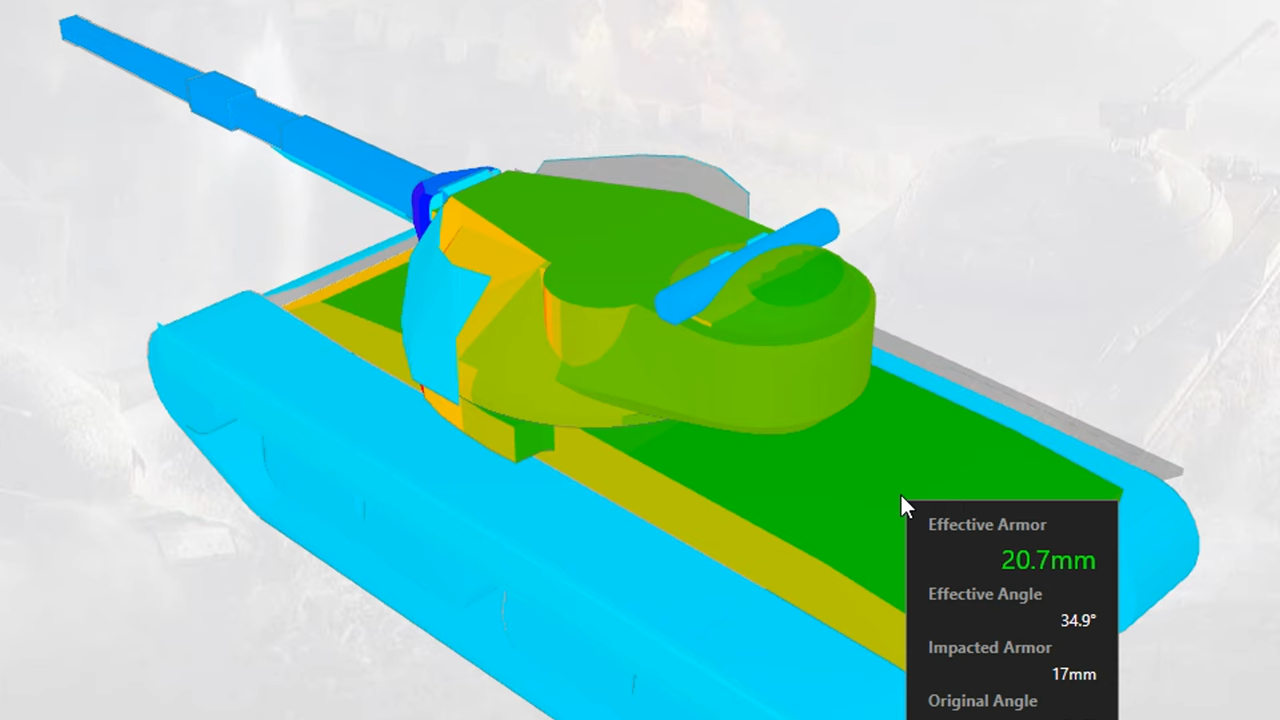 Effective Armor
20.7mm
Effective Angle
34.9°
Impacted Armor
17mm
Original Angle